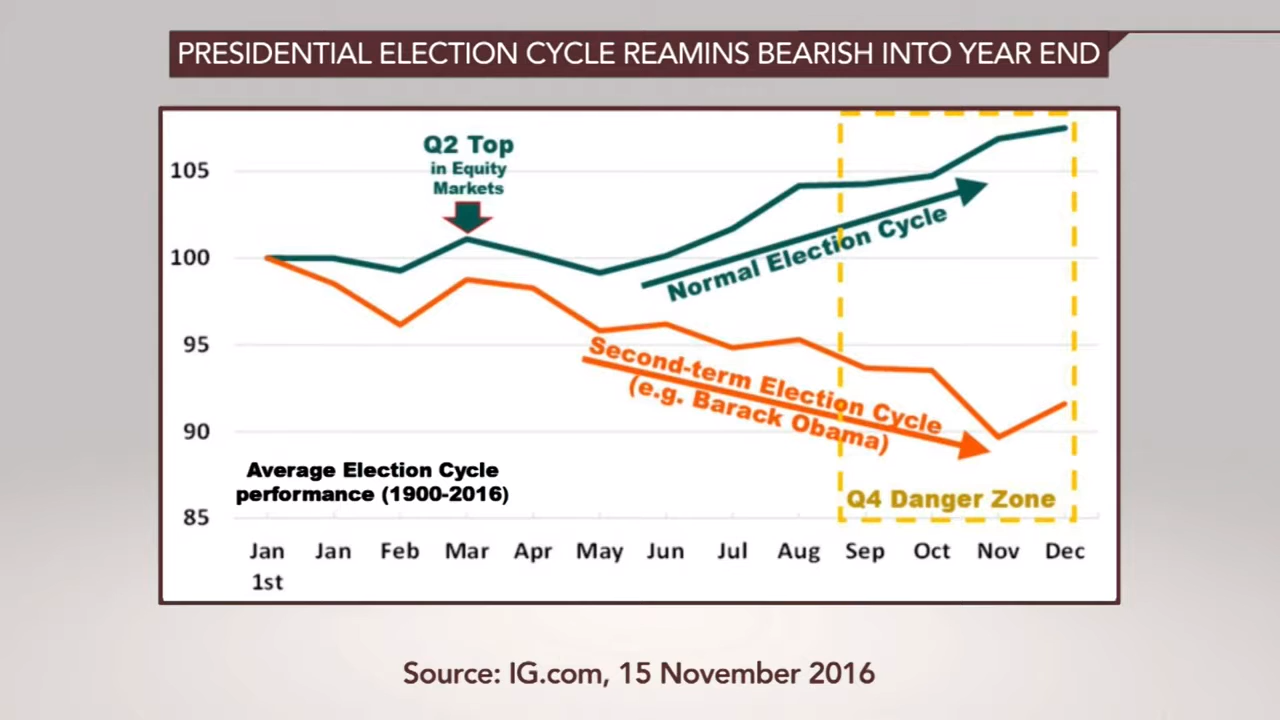 PRESIDENTIAL ELECTION CYCLE REAMINS BEARISH INTO YEAR END
Q2 Top
in Equity
Markets
105
100
95
90
85
Normal Election Cycle
Second-term Election Cycle
(e.g. Barack Obama)
Average Election Cycle
performance (1900-2016)
Q4 Danger Zone
Jan Jan Feb Mar Apr May Jun Jul Aug Sep Oct Nov Dec
1st
Source: IG.com, 15 November 2016